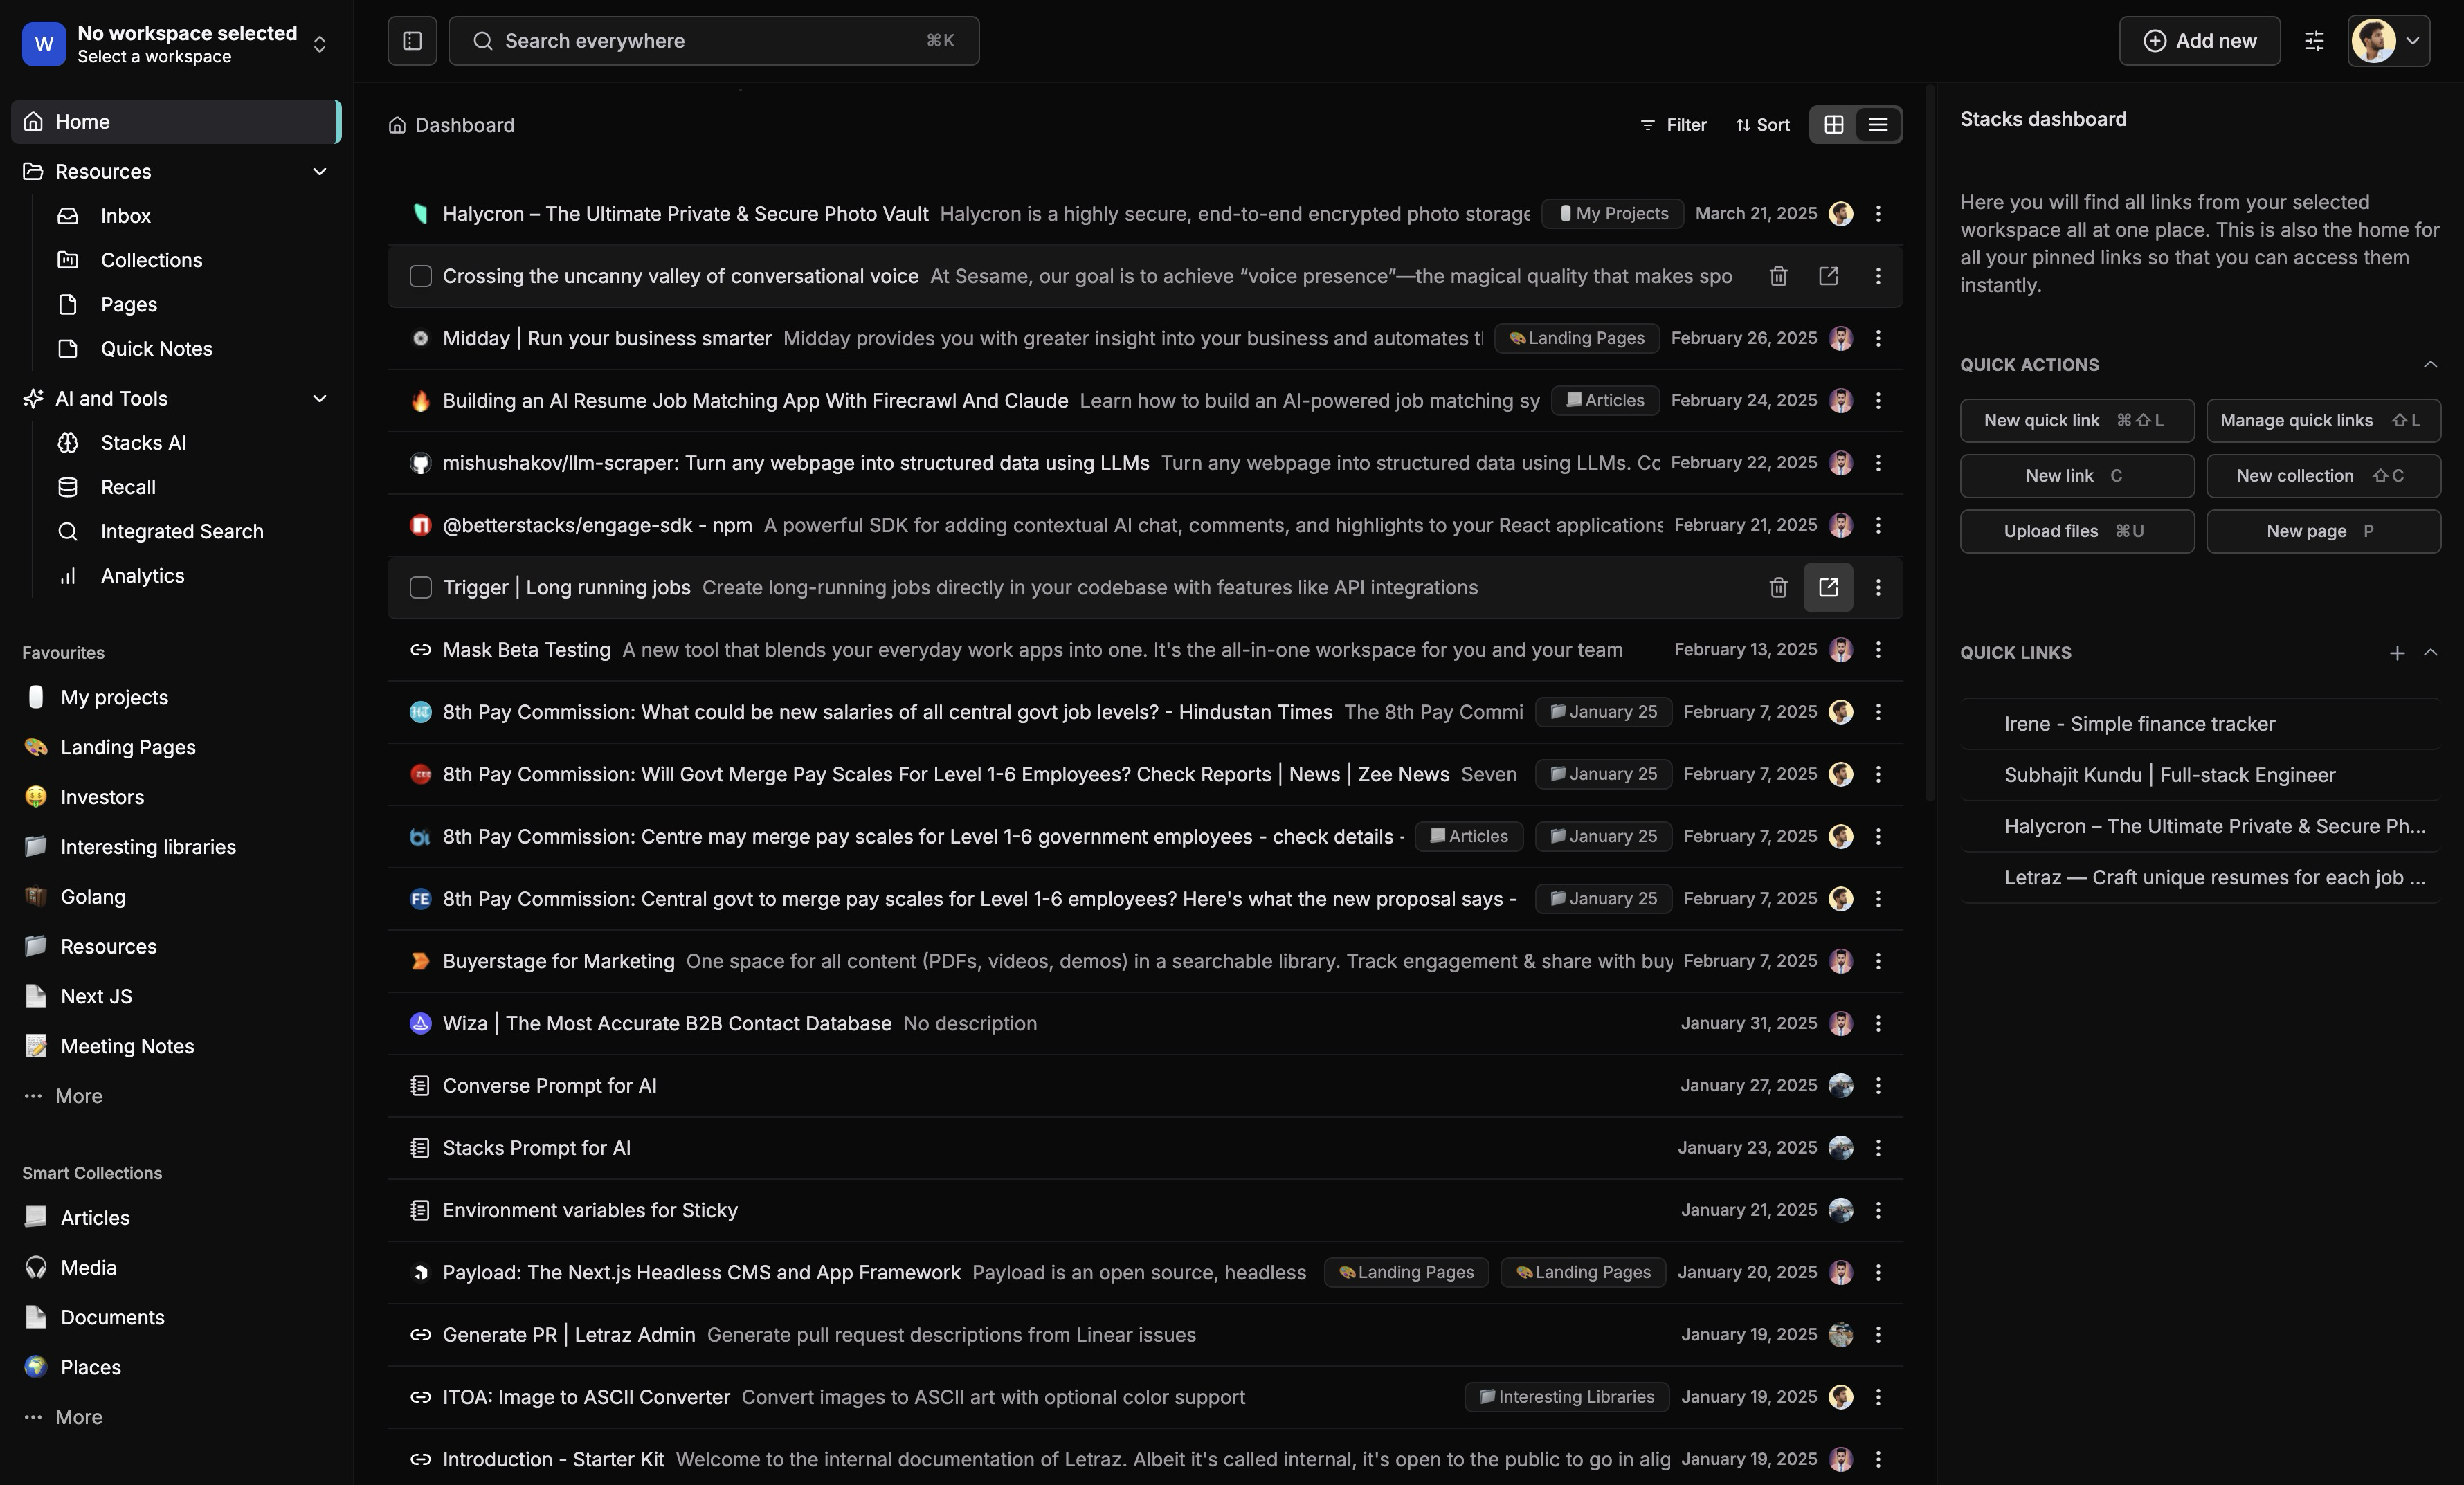 W
No workspace selected
Select a workspace
Search everywhere ⌘K
Add new
Home
Resources
Inbox
Collections
Pages
Quick Notes
AI and Tools
Stacks AI
Recall
Integrated Search
Analytics
Favourites
My projects
Landing Pages
Investors
Interesting libraries
Golang
Resources
Next JS
Meeting Notes
More
Smart Collections
Articles
Media
Documents
Places
More
Dashboard
Filter
Sort
Halycron – The Ultimate Private & Secure Photo Vault Halycron is a highly secure, end-to-end encrypted photo storage My Projects March 21, 2025
Crossing the uncanny valley of conversational voice At Sesame, our goal is to achieve “voice presence”—the magical quality that makes spo
Midday | Run your business smarter Midday provides you with greater insight into your business and automates tl Landing Pages February 26, 2025
Building an AI Resume Job Matching App With Firecrawl And Claude Learn how to build an AI-powered job matching sy Articles February 24, 2025
mishushakov/llm-scraper: Turn any webpage into structured data using LLMs Turn any webpage into structured data using LLMs. Cc February 22, 2025
@betterstacks/engage-sdk - npm A powerful SDK for adding contextual AI chat, comments, and highlights to your React applications February 21, 2025
Trigger | Long running jobs Create long-running jobs directly in your codebase with features like API integrations
Mask Beta Testing A new tool that blends your everyday work apps into one. It's the all-in-one workspace for you and your team February 13, 2025
8th Pay Commission: What could be new salaries of all central govt job levels? - Hindustan Times The 8th Pay Commi January 25 February 7, 2025
8th Pay Commission: Will Govt Merge Pay Scales For Level 1-6 Employees? Check Reports | News | Zee News Seven January 25 February 7, 2025
8th Pay Commission: Centre may merge pay scales for Level 1-6 government employees - check details - Articles January 25 February 7, 2025
8th Pay Commission: Central govt to merge pay scales for Level 1-6 employees? Here's what the new proposal says - January 25 February 7, 2025
Buyerstage for Marketing One space for all content (PDFs, videos, demos) in a searchable library. Track engagement & share with buy February 7, 2025
Wiza | The Most Accurate B2B Contact Database No description January 31, 2025
Converse Prompt for AI January 27, 2025
Stacks Prompt for AI January 23, 2025
Environment variables for Sticky January 21, 2025
Payload: The Next.js Headless CMS and App Framework Payload is an open source, headless Landing Pages Landing Pages January 20, 2025
Generate PR | Letraz Admin Generate pull request descriptions from Linear issues January 19, 2025
ITOA: Image to ASCII Converter Convert images to ASCII art with optional color support Interesting Libraries January 19, 2025
Introduction - Starter Kit Welcome to the internal documentation of Letraz. Albeit it's called internal, it's open to the public to go in alig January 19, 2025
Stacks dashboard
Here you will find all links from your selected
workspace all at one place. This is also the home for
all your pinned links so that you can access them
instantly.
QUICK ACTIONS
New quick link ⌘⇧L Manage quick links ⇧L
New link C New collection ⇧C
Upload files ⌘U New page P
QUICK LINKS
Irene - Simple finance tracker
Subhajit Kundu | Full-stack Engineer
Halycron – The Ultimate Private & Secure Ph...
Letraz — Craft unique resumes for each job ...